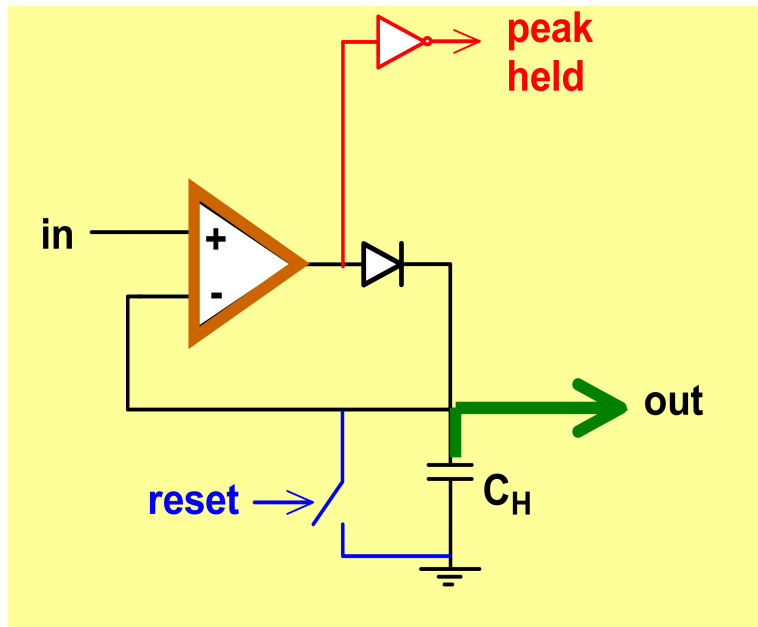 peak
held
in
+
-
out
reset
CH